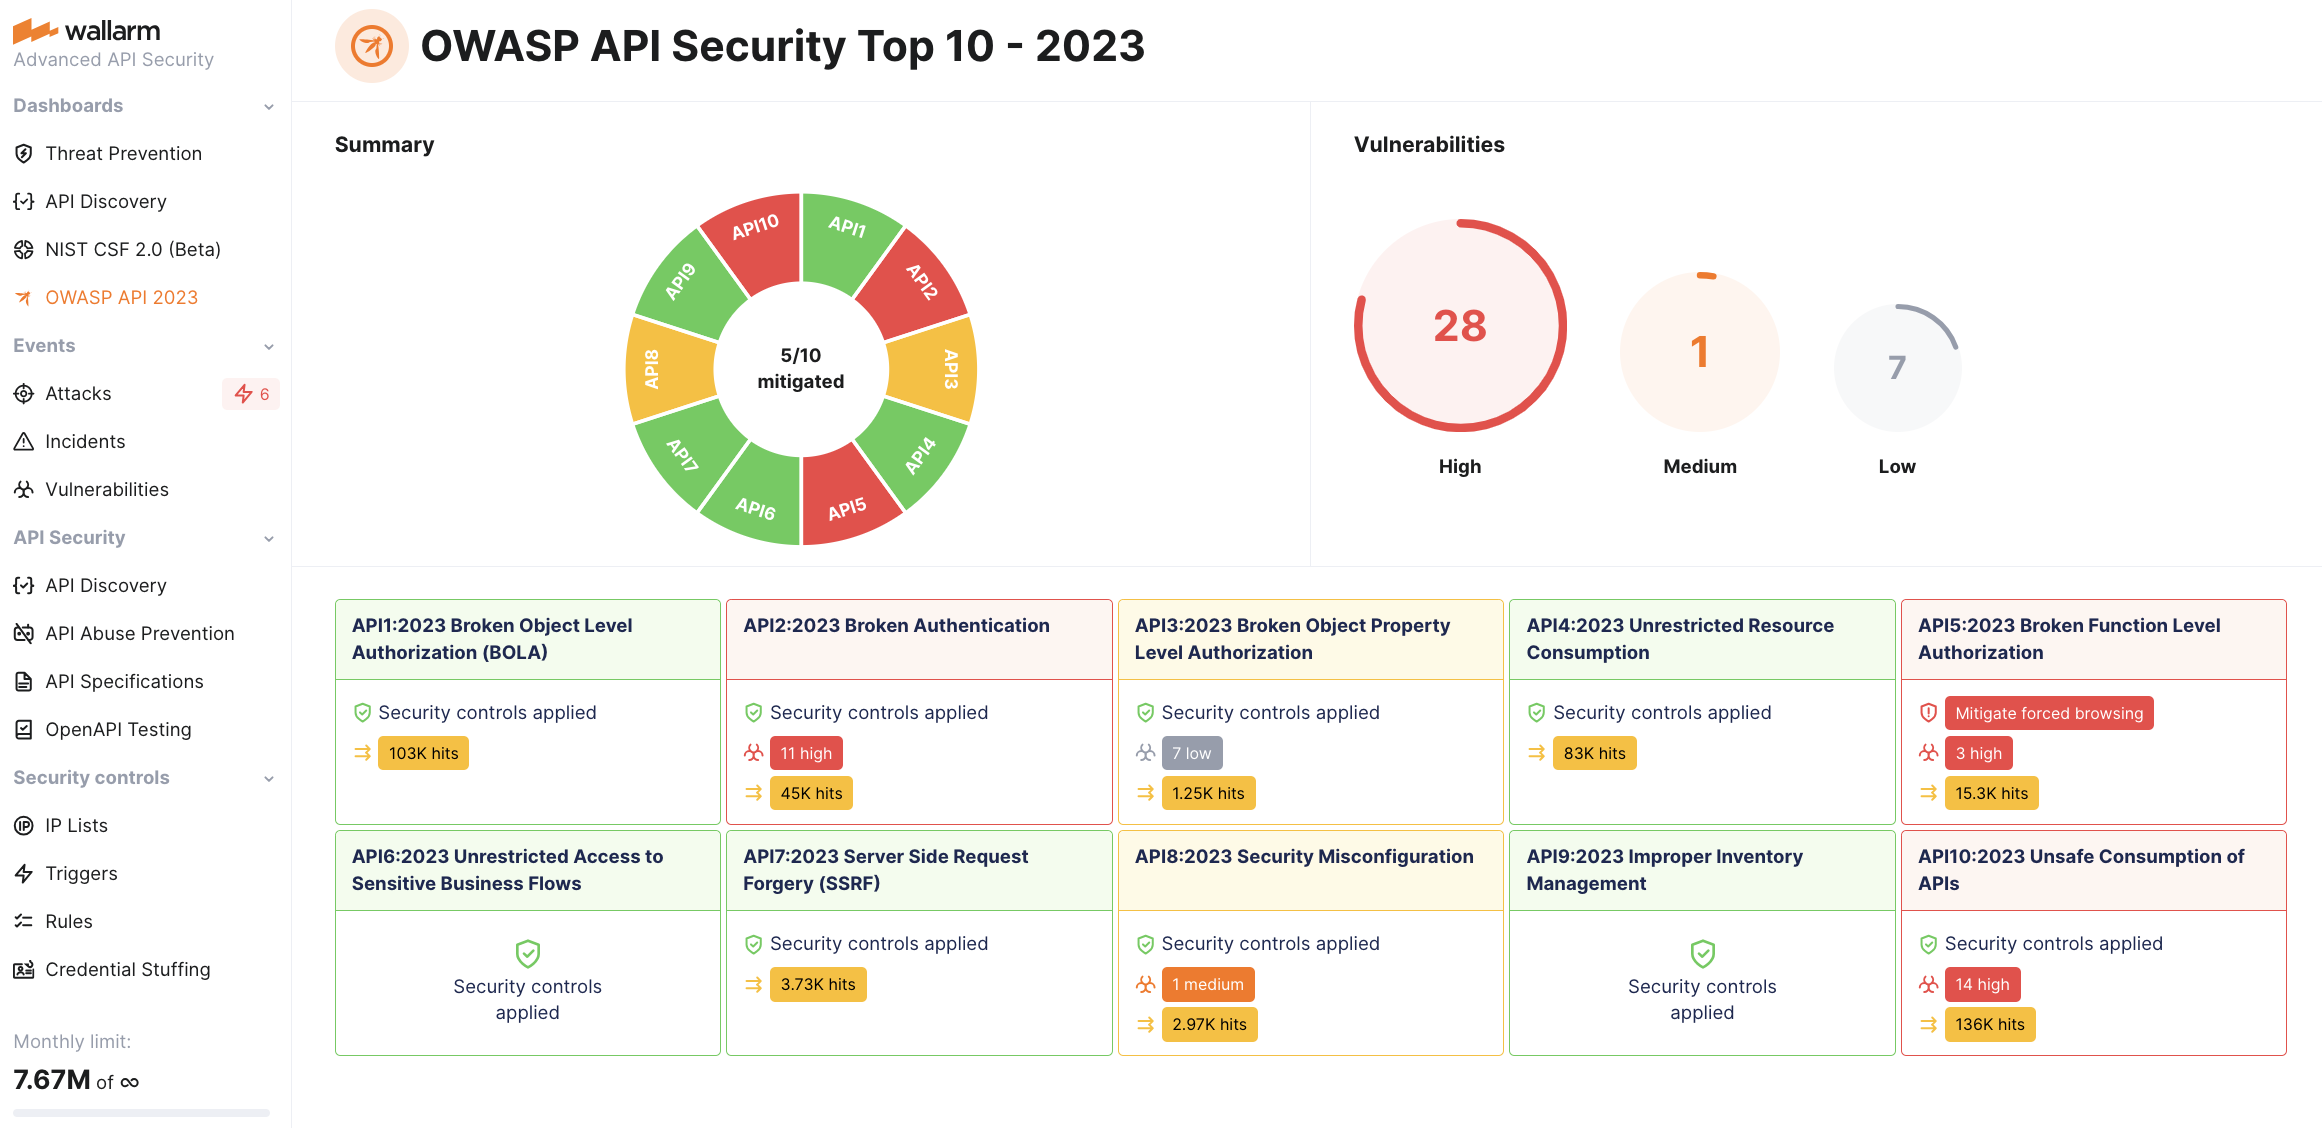 wallarm
Advanced API Security
Dashboards
Threat Prevention
API Discovery
NIST CSF 2.0 (Beta)
OWASP API 2023
Events
Attacks
6
Incidents
Vulnerabilities
API Security
API Discovery
API Abuse Prevention
API Specifications
OpenAPI Testing
Security controls
IP Lists
Triggers
Rules
Credential Stuffing
Monthly limit:
7.67M of ∞
OWASP API Security Top 10 - 2023
Summary
API1
API2
API3
API4
API5
API6
API7
API8
API9
API10
5/10
mitigated
Vulnerabilities
28
High
1
Medium
7
Low
API1:2023 Broken Object Level
Authorization (BOLA)
Security controls applied
103K hits
API2:2023 Broken Authentication
Security controls applied
11 high
45K hits
API3:2023 Broken Object Property
Level Authorization
Security controls applied
7 low
1.25K hits
API4:2023 Unrestricted Resource
Consumption
Security controls applied
83K hits
API5:2023 Broken Function Level
Authorization
Mitigate forced browsing
3 high
15.3K hits
API6:2023 Unrestricted Access to
Sensitive Business Flows
Security controls
applied
API7:2023 Server Side Request
Forgery (SSRF)
Security controls applied
3.73K hits
API8:2023 Security Misconfiguration
Security controls applied
1 medium
2.97K hits
API9:2023 Improper Inventory
Management
Security controls
applied
API10:2023 Unsafe Consumption of
APIs
Security controls applied
14 high
136K hits